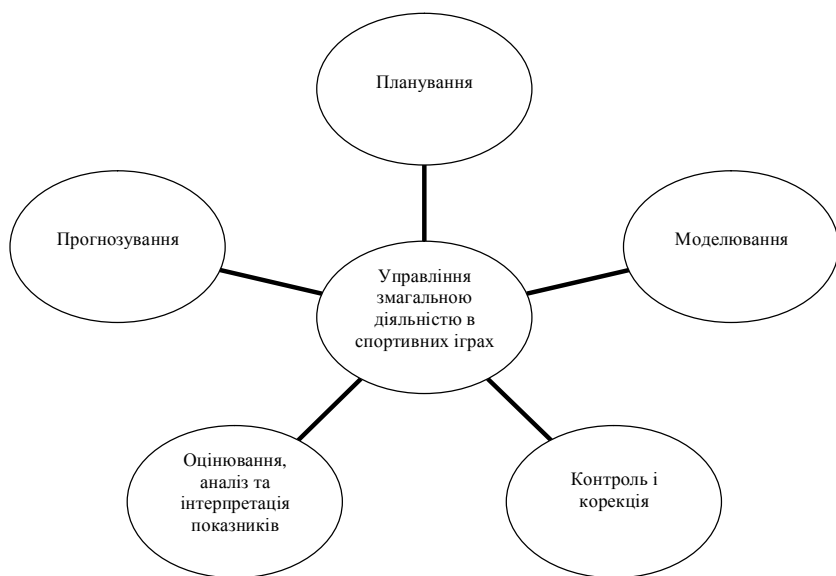 Планування
Прогнозування
Моделювання
Управління
змагальною
діяльністю в
спортивних іграх
Оцінювання,
аналіз та
інтерпретація
показників
Контроль і
корекція